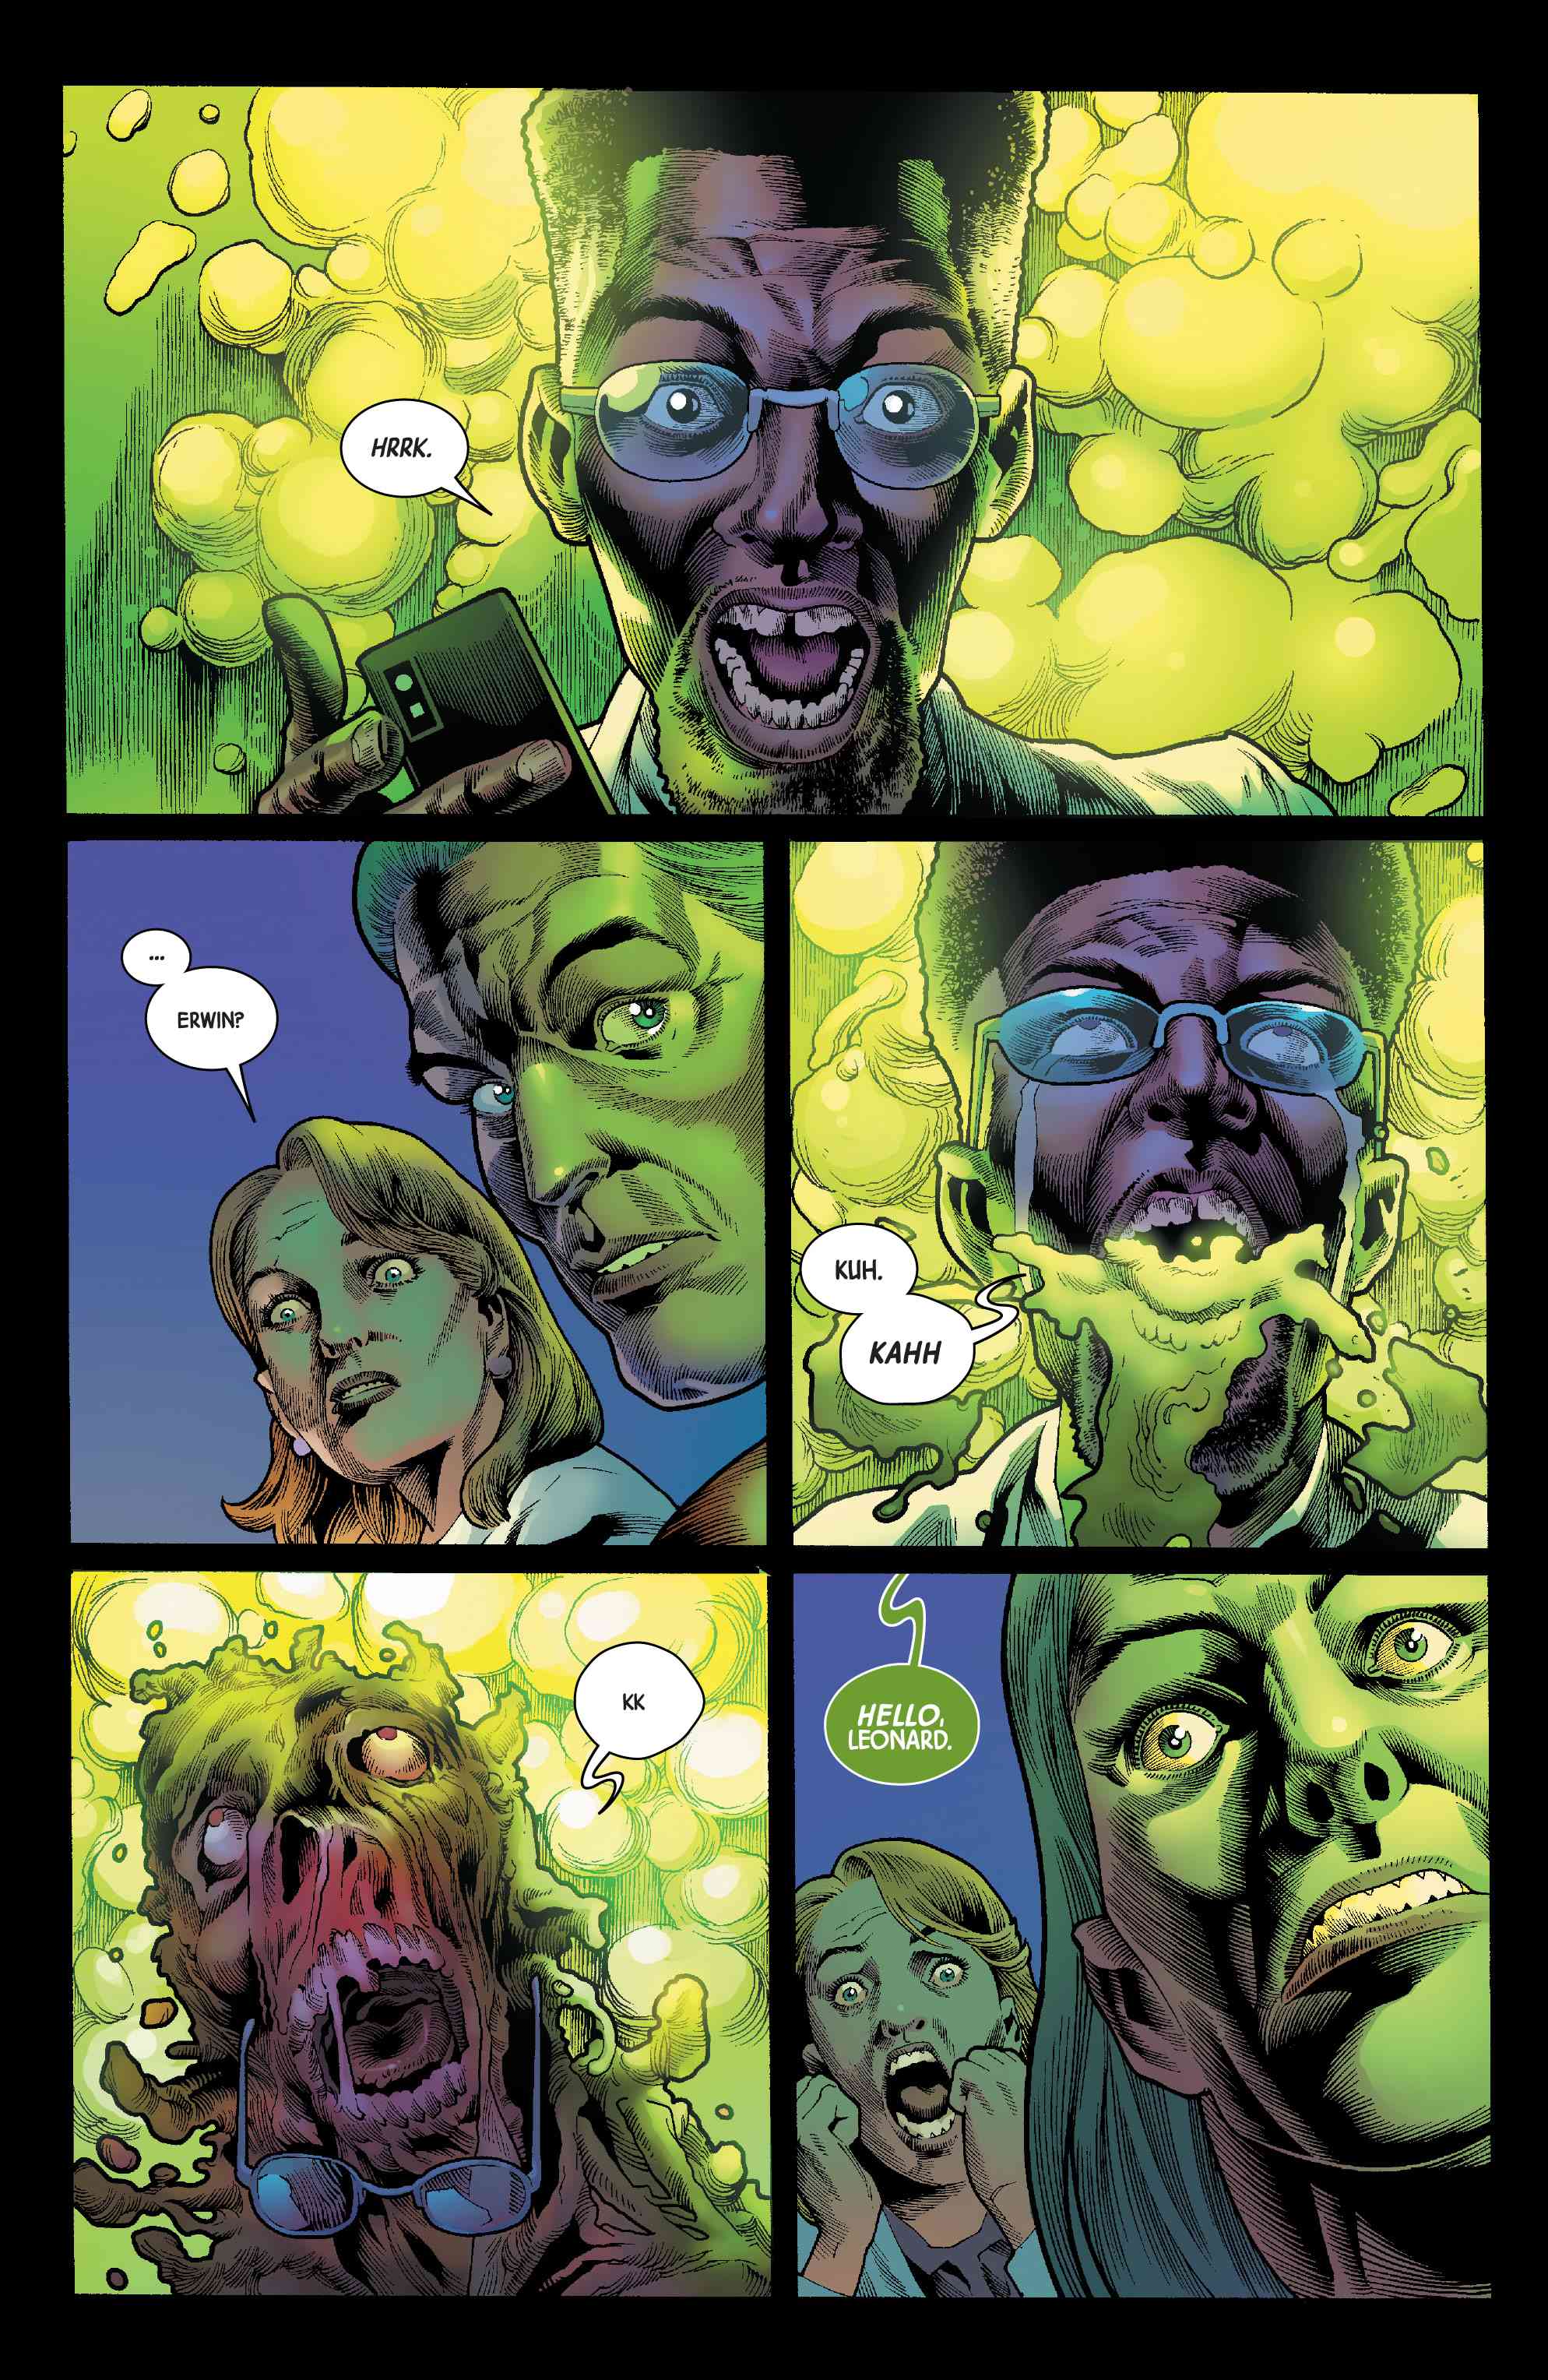 HRRK.
...
ERWIN?
KUH.
KAHH
KK
HELLO,
LEONARD.